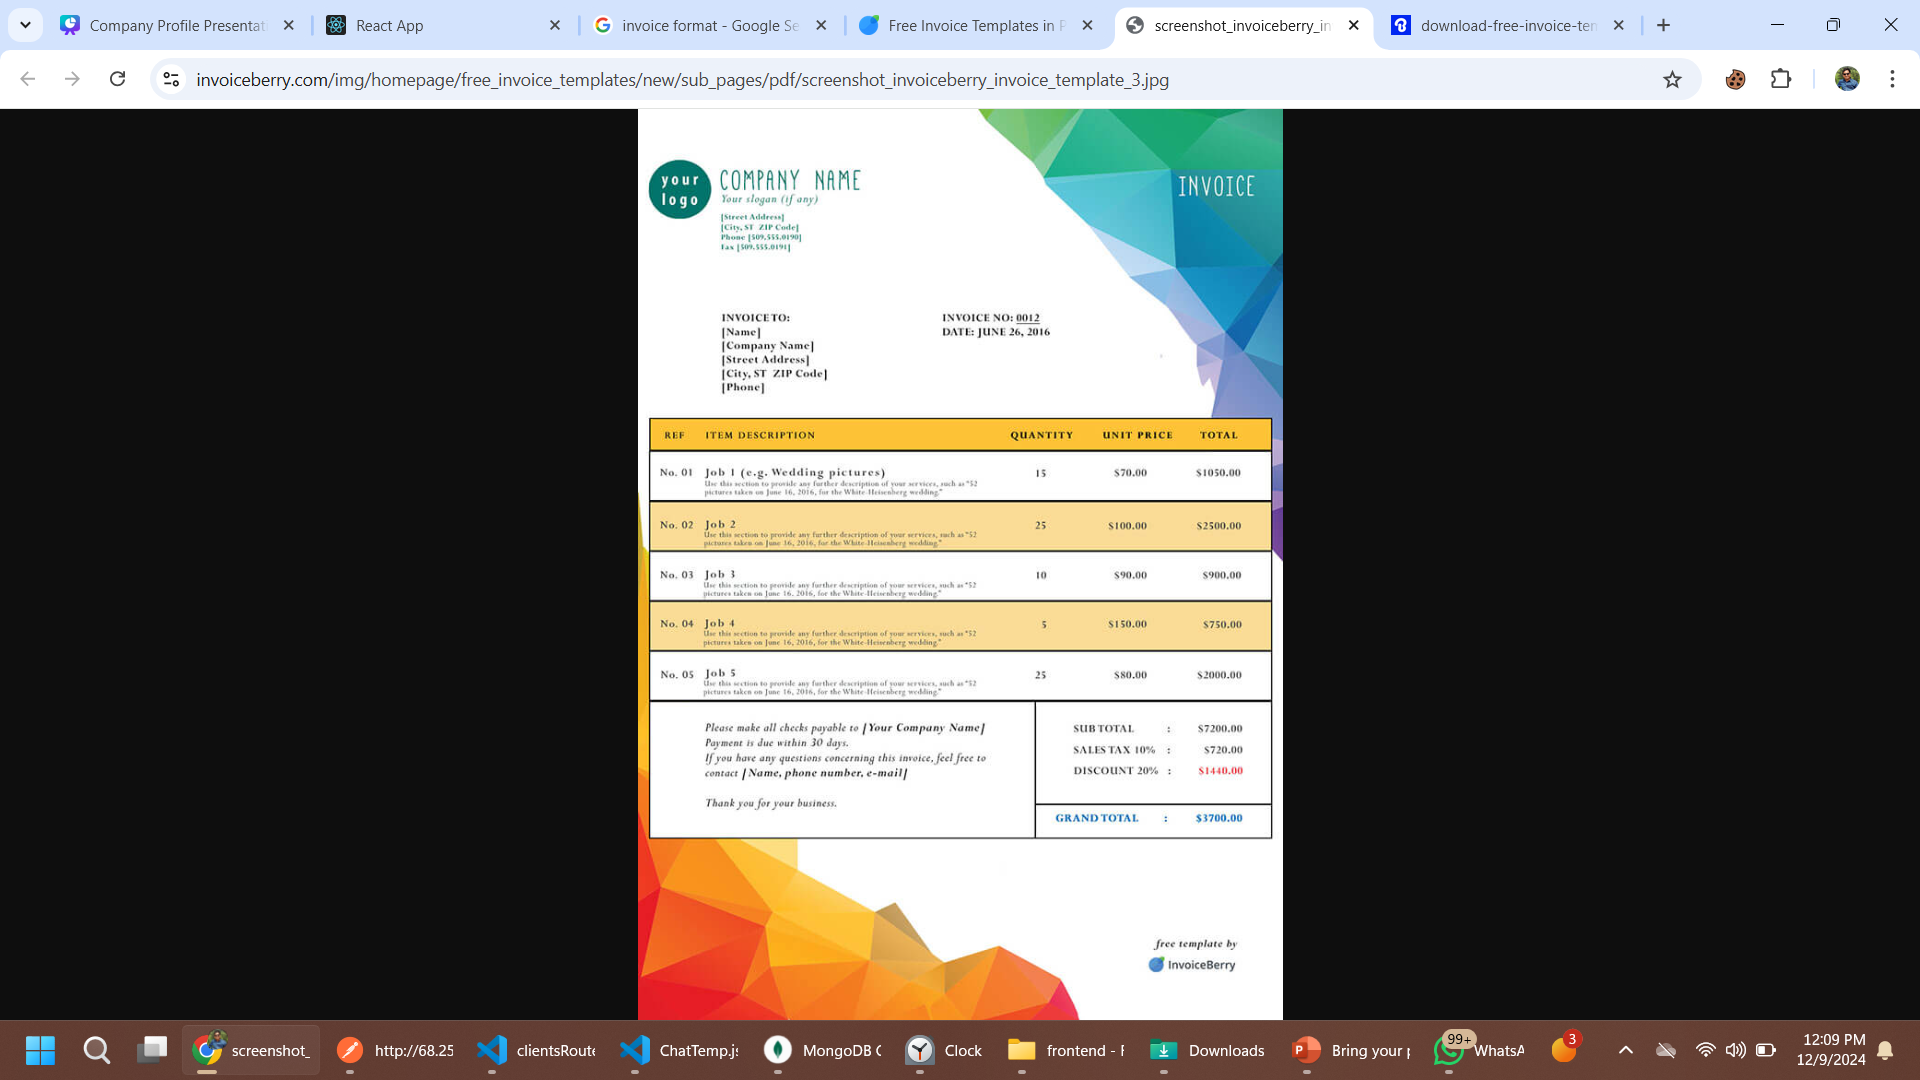 Company Profile Presentat
React App
invoice format - Google Se
Free Invoice Templates in P
screenshot_invoiceberry_in
download-free-invoice-ten
invoiceberry.com/img/homepage/free_invoice_templates/new/sub_pages/pdf/screenshot_invoiceberry_invoice_template_3.jpg
your
logo
COMPANY NAME
Your slogan (if any)
[Street Address]
[City, ST ZIP Code]
Phone [509.555.0190]
Fax [509.555.0191]
INVOICE
INVOICE TO:
[Name]
[Company Name]
[Street Address]
[City, ST ZIP Code]
[Phone]
INVOICE NO: 0012
DATE: JUNE 26, 2016
REF ITEM DESCRIPTION QUANTITY UNIT PRICE TOTAL
No. 01 Job 1 (e.g. Wedding pictures) 15 $70.00 $1050.00
Use this section to provide any further description of your services, such as "52
pictures taken on June 16, 2016, for the White-Heisenberg wedding."
No. 02 Job 2 25 $100.00 $2500.00
Use this section to provide any further description of your services, such as "52
pictures taken on June 16, 2016, for the White-Heisenberg wedding."
No. 03 Job 3 10 $90.00 $900.00
Use this section to provide any further description of your services, such as "52
pictures taken on June 16, 2016, for the White-Heisenberg wedding."
No. 04 Job 4 5 $150.00 $750.00
Use this section to provide any further description of your services, such as "52
pictures taken on June 16, 2016, for the White-Heisenberg wedding."
No. 05 Job 5 25 $80.00 $2000.00
Use this section to provide any further description of your services, such as "52
pictures taken on June 16, 2016, for the White-Heisenberg wedding."
Please make all checks payable to [Your Company Name]
Payment is due within 30 days.
If you have any questions concerning this invoice, feel free to
contact [Name, phone number, e-mail]
Thank you for your business.
SUB TOTAL : $7200.00
SALES TAX 10% : $720.00
DISCOUNT 20% : $1440.00
GRAND TOTAL : $3700.00
free template by
InvoiceBerry
screenshot_
http://68.25
clientsRoute
ChatTemp.js
MongoDB C
Clock
frontend - F
Downloads
Bring your p
99+
WhatsA
3
12:09 PM
12/9/2024